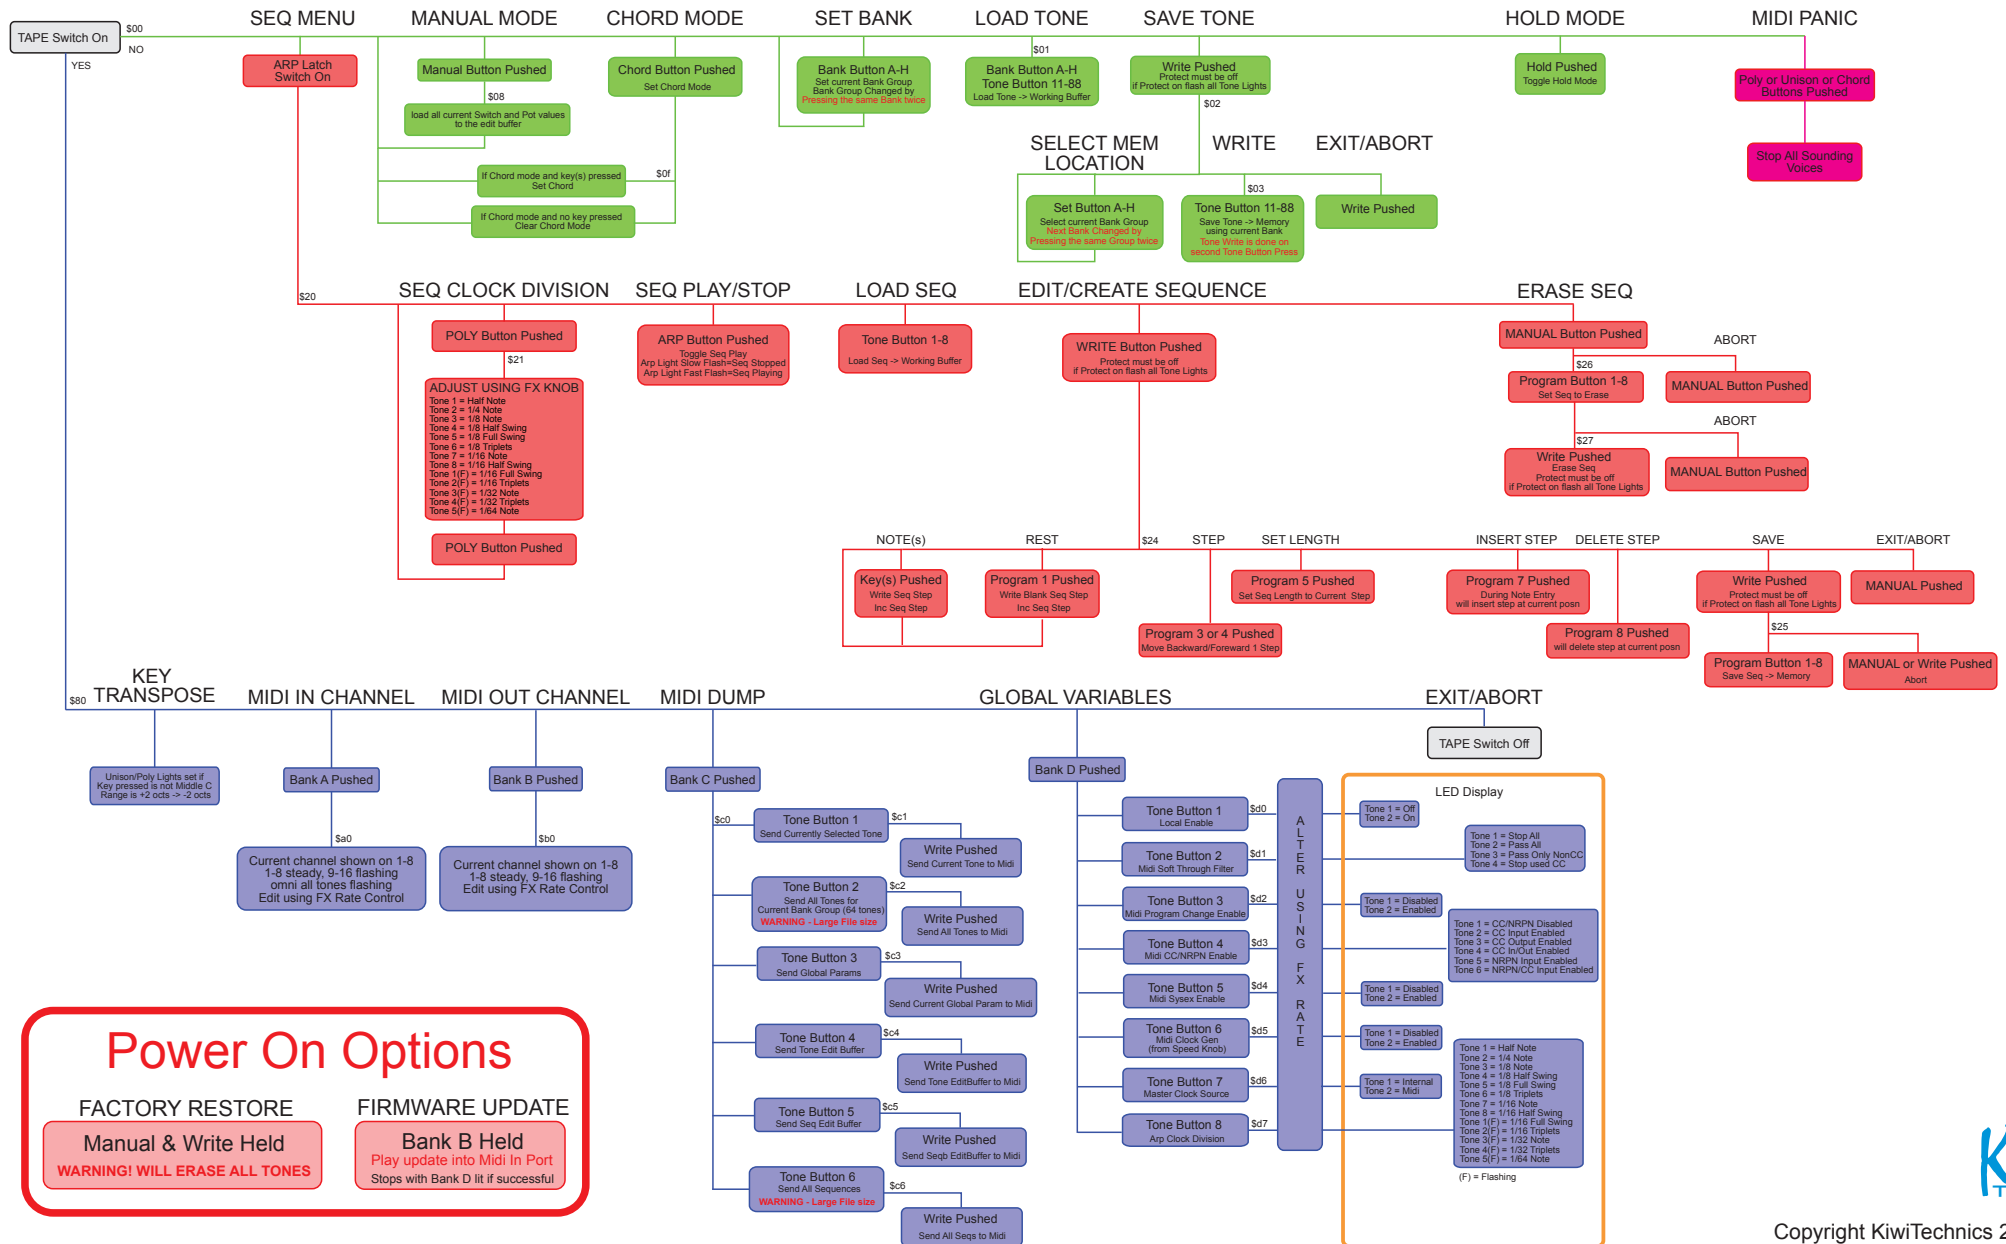 SEQ MENU
MANUAL MODE
CHORD MODE
SET BANK
LOAD TONE
SAVE TONE
HOLD MODE
MIDI PANIC
TAPE Switch On
$00
NO
YES
ARP Latch
Switch On
Manual Button Pushed
$08
load all current Switch and Pot values
to the edit buffer
Chord Button Pushed
Set Chord Mode
If Chord mode and key(s) pressed
Set Chord
$0f
If Chord mode and no key pressed
Clear Chord Mode
Bank Button A-H
Set current Bank Group
Bank Group Changed by
Pressing the same Bank twice
$01
Bank Button A-H
Tone Button 11-88
Load Tone -> Working Buffer
Write Pushed
Protect must be off
if Protect on flash all Tone Lights
$02
Hold Pushed
Toggle Hold Mode
Poly or Unison or Chord
Buttons Pushed
Stop All Sounding
Voices
SELECT MEM
LOCATION
WRITE
EXIT/ABORT
Set Button A-H
Select current Bank Group
Next Bank Changed by
Pressing the same Group twice
$03
Tone Button 11-88
Save Tone -> Memory
using current Bank
Tone Write is done on
second Tone Button Press
Write Pushed
$20
SEQ CLOCK DIVISION
SEQ PLAY/STOP
LOAD SEQ
EDIT/CREATE SEQUENCE
ERASE SEQ
POLY Button Pushed
$21
ADJUST USING FX KNOB
Tone 1 = Half Note
Tone 2 = 1/4 Note
Tone 3 = 1/8 Note
Tone 4 = 1/8 Half Swing
Tone 5 = 1/8 Full Swing
Tone 6 = 1/8 Triplets
Tone 7 = 1/16 Note
Tone 8 = 1/16 Half Swing
Tone 1(F) = 1/16 Full Swing
Tone 2(F) = 1/16 Triplets
Tone 3(F) = 1/32 Note
Tone 4(F) = 1/32 Triplets
Tone 5(F) = 1/64 Note
POLY Button Pushed
ARP Button Pushed
Toggle Seq Play
Arp Light Slow Flash=Seq Stopped
Arp Light Fast Flash=Seq Playing
Tone Button 1-8
Load Seq -> Working Buffer
WRITE Button Pushed
Protect must be off
if Protect on flash all Tone Lights
MANUAL Button Pushed
ABORT
$26
Program Button 1-8
Set Seq to Erase
MANUAL Button Pushed
ABORT
$27
Write Pushed
Erase Seq
Protect must be off
if Protect on flash all Tone Lights
MANUAL Button Pushed
NOTE(s)
REST
$24
STEP
SET LENGTH
INSERT STEP
DELETE STEP
SAVE
EXIT/ABORT
Key(s) Pushed
Write Seq Step
Inc Seq Step
Program 1 Pushed
Write Blank Seq Step
Inc Seq Step
Program 3 or 4 Pushed
Move Backward/Foreward 1 Step
Program 5 Pushed
Set Seq Length to Current Step
Program 7 Pushed
During Note Entry
will insert step at current posn
Program 8 Pushed
will delete step at current posn
Write Pushed
Protect must be off
if Protect on flash all Tone Lights
$25
Program Button 1-8
Save Seq -> Memory
MANUAL Pushed
MANUAL or Write Pushed
Abort
$80
KEY
TRANSPOSE
MIDI IN CHANNEL
MIDI OUT CHANNEL
MIDI DUMP
GLOBAL VARIABLES
EXIT/ABORT
TAPE Switch Off
Unison/Poly Lights set if
Key pressed is not Middle C
Range is +2 octs -> -2 octs
Bank A Pushed
$a0
Current channel shown on 1-8
1-8 steady, 9-16 flashing
omni all tones flashing
Edit using FX Rate Control
Bank B Pushed
$b0
Current channel shown on 1-8
1-8 steady, 9-16 flashing
Edit using FX Rate Control
Bank C Pushed
$c0
Tone Button 1
Send Currently Selected Tone
$c1
Write Pushed
Send Current Tone to Midi
Tone Button 2
Send All Tones for
Current Bank Group (64 tones)
WARNING - Large File size
$c2
Write Pushed
Send All Tones to Midi
Tone Button 3
Send Global Params
$c3
Write Pushed
Send Current Global Param to Midi
Tone Button 4
Send Tone Edit Buffer
$c4
Write Pushed
Send Tone EditBuffer to Midi
Tone Button 5
Send Seq Edit Buffer
$c5
Write Pushed
Send Seqb EditBuffer to Midi
Tone Button 6
Send All Sequences
WARNING - Large File size
$c6
Write Pushed
Send All Seqs to Midi
Bank D Pushed
Tone Button 1
Local Enable
$d0
Tone Button 2
Midi Soft Through Filter
$d1
Tone Button 3
Midi Program Change Enable
$d2
Tone Button 4
Midi CC/NRPN Enable
$d3
Tone Button 5
Midi Sysex Enable
$d4
Tone Button 6
Midi Clock Gen
(from Speed Knob)
$d5
Tone Button 7
Master Clock Source
$d6
Tone Button 8
Arp Clock Division
$d7
ALTER USING FX RATE
LED Display
Tone 1 = Off
Tone 2 = On
Tone 1 = Stop All
Tone 2 = Pass All
Tone 3 = Pass Only NonCC
Tone 4 = Stop used CC
Tone 1 = Disabled
Tone 2 = Enabled
Tone 1 = CC/NRPN Disabled
Tone 2 = CC Input Enabled
Tone 3 = CC Output Enabled
Tone 4 = CC In/Out Enabled
Tone 5 = NRPN Input Enabled
Tone 6 = NRPN/CC Input Enabled
Tone 1 = Disabled
Tone 2 = Enabled
Tone 1 = Disabled
Tone 2 = Enabled
Tone 1 = Internal
Tone 2 = Midi
Tone 1 = Half Note
Tone 2 = 1/4 Note
Tone 3 = 1/8 Note
Tone 4 = 1/8 Half Swing
Tone 5 = 1/8 Full Swing
Tone 6 = 1/8 Triplets
Tone 7 = 1/16 Note
Tone 8 = 1/16 Half Swing
Tone 1(F) = 1/16 Full Swing
Tone 2(F) = 1/16 Triplets
Tone 3(F) = 1/32 Note
Tone 4(F) = 1/32 Triplets
Tone 5(F) = 1/64 Note
(F) = Flashing
Power On Options
FACTORY RESTORE
Manual & Write Held
WARNING! WILL ERASE ALL TONES
FIRMWARE UPDATE
Bank B Held
Play update into Midi In Port
Stops with Bank D lit if successful
Copyright KiwiTechnics 2